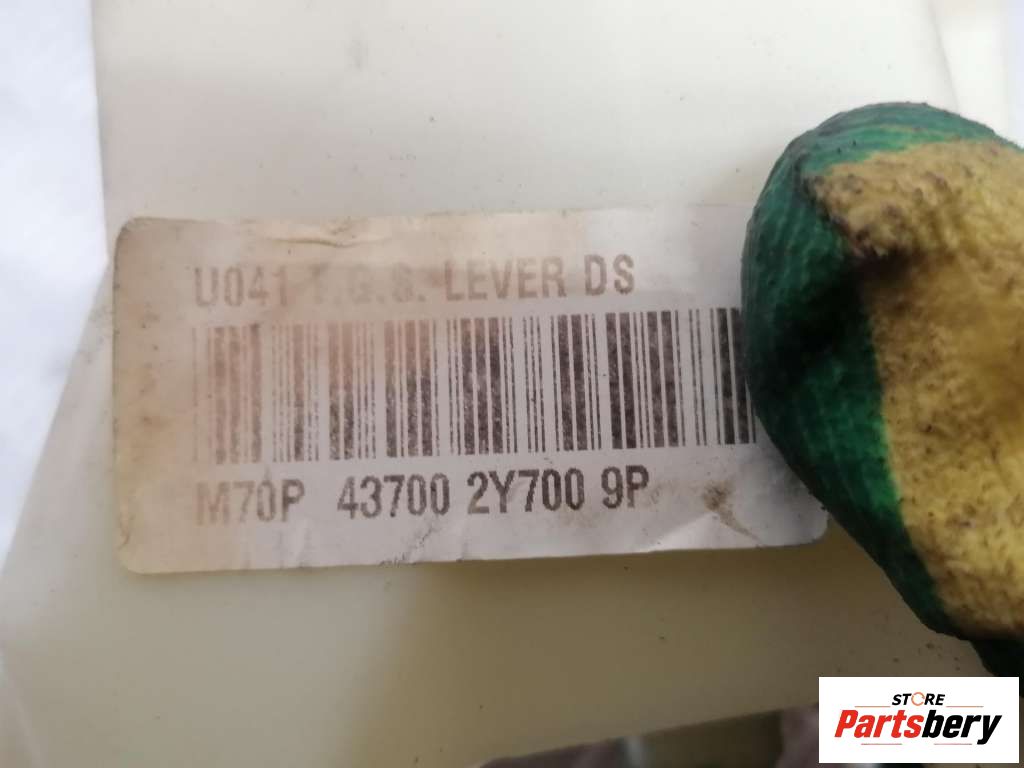 U041 T.G.S. LEVER DS
M70P 43700 2Y700 9P
STORE
Partsbery